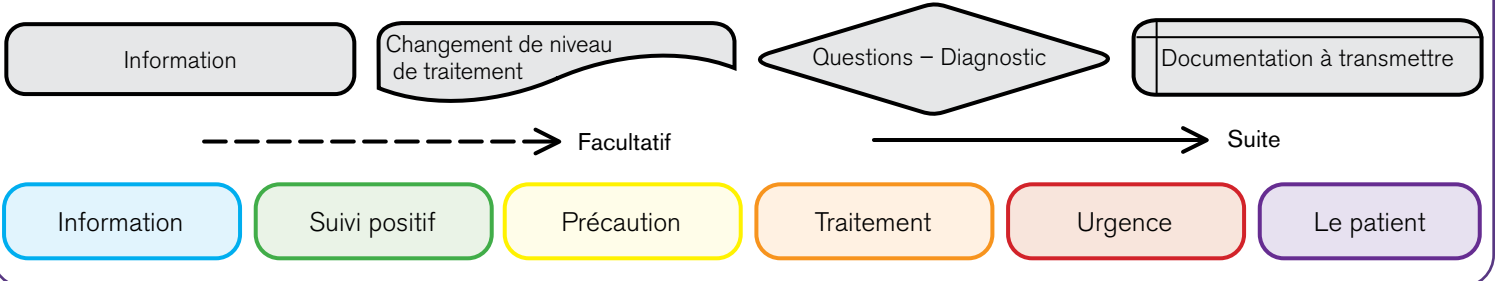 Information
Changement de niveau
de traitement
Questions – Diagnostic
Documentation à transmettre
Facultatif
Suite
Information
Suivi positif
Précaution
Traitement
Urgence
Le patient